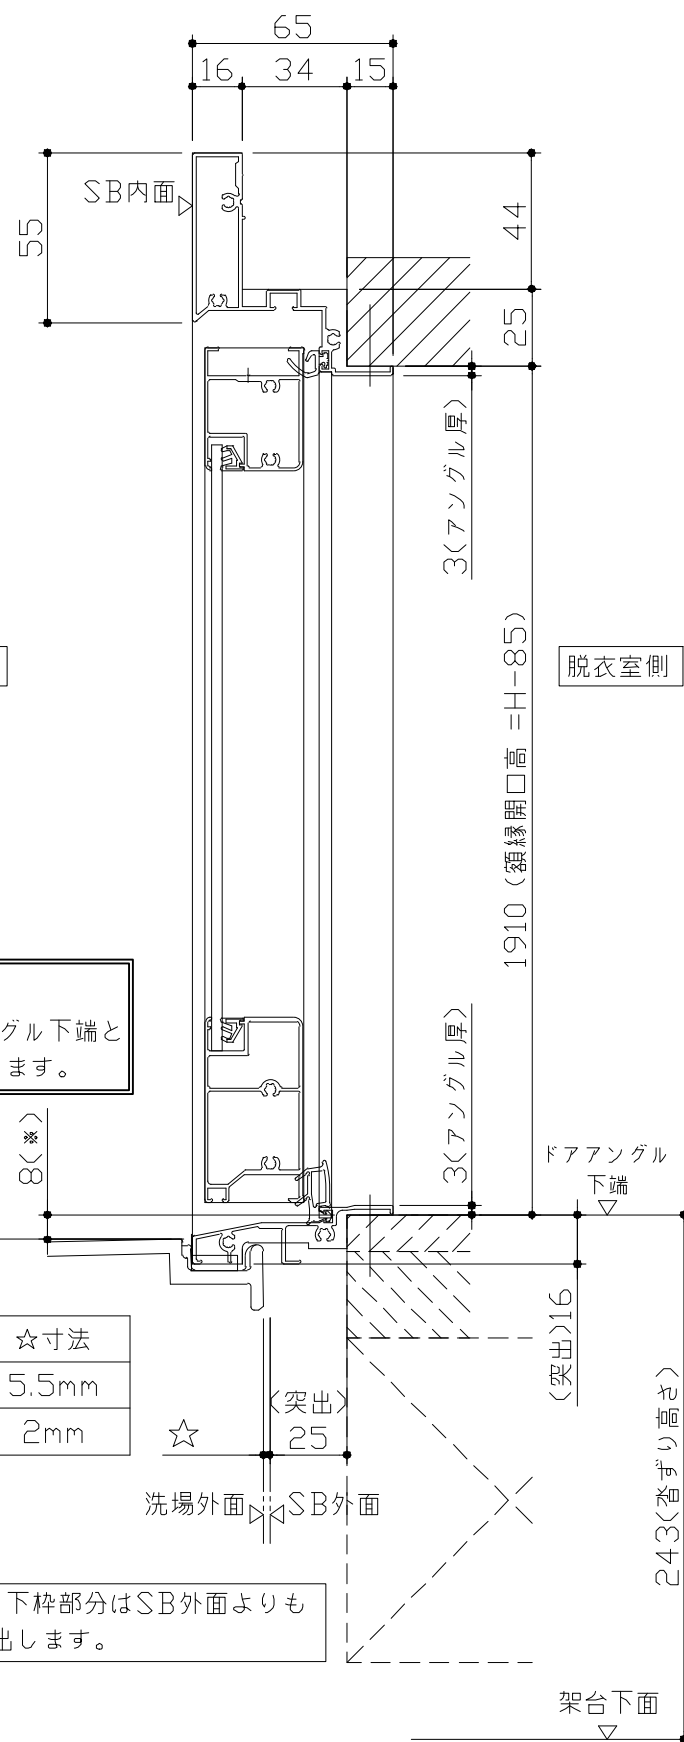 65
16
34
15
SB内面
55
44
25
3(アングル厚)
1910 (額縁開口高 =H-85)
脱衣室側
グル下端と
ます。
8(※)
3(アングル厚)
ドアアングル
下端
☆寸法
5.5mm
2mm
☆
(突出)
25
(突出)16
243(沓ずり高さ)
洗場外面
SB外面
下枠部分はSB外面よりも
出します。
架台下面